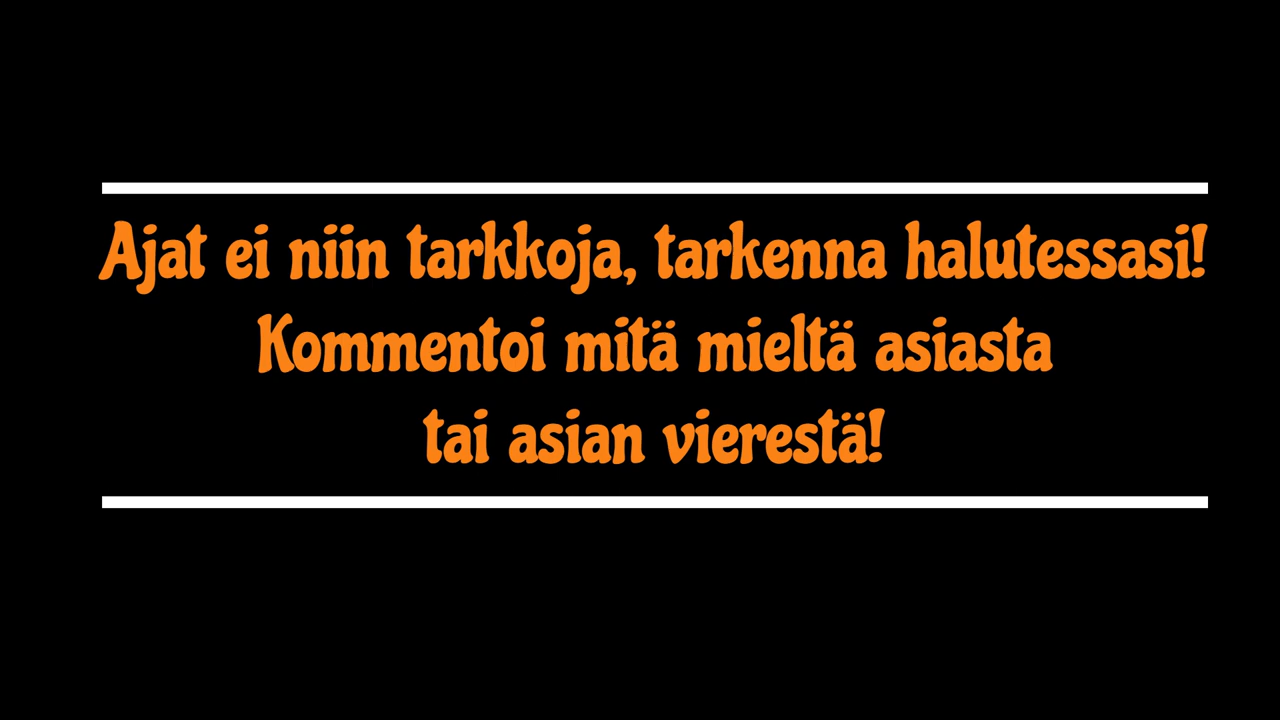 Ajat ei niin tarkkoja, tarkenna halutessasi!
Kommentoi mitä mieltä asiasta
tai asian vierestä!